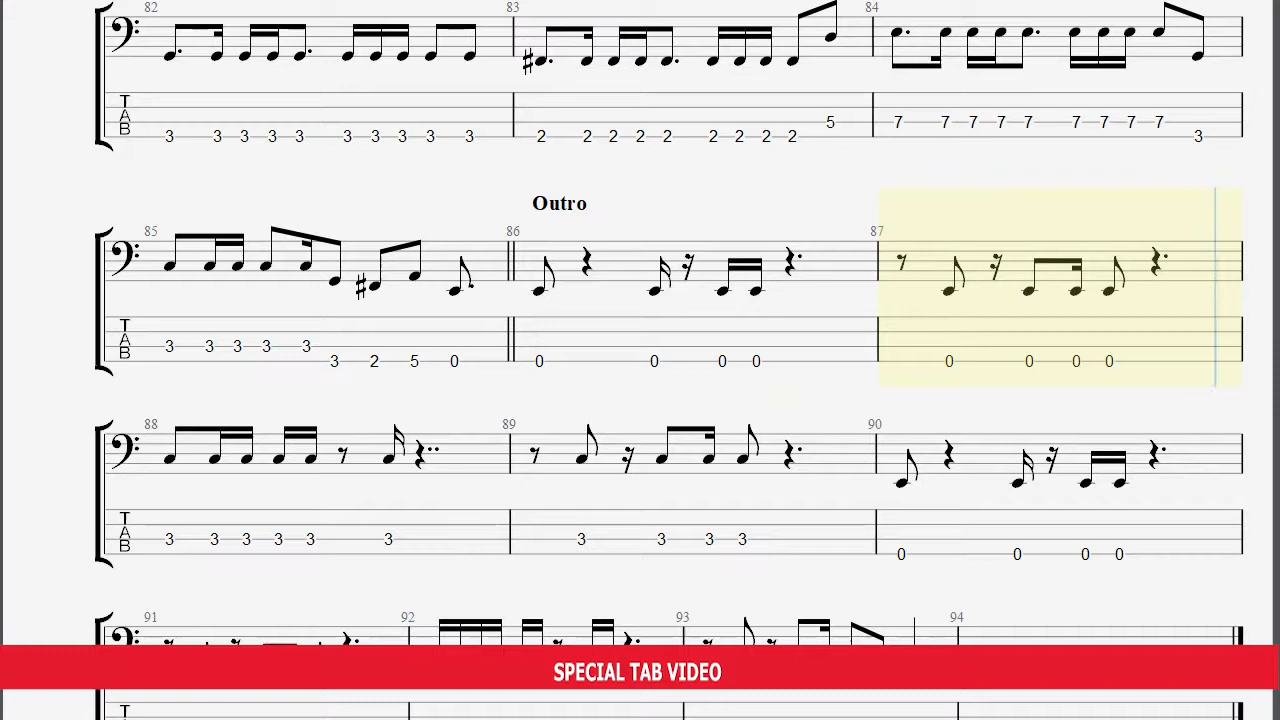 82 83 84
T
A
B
3 3 3 3 3 3 3 3 3 3 2 2 2 2 2 2 2 2 2 5 7 7 7 7 7 7 7 7 7 3
Outro
85 86 87
T
A
B
3 3 3 3 3 3 2 5 0 0 0 0 0 0 0 0 0
88 89 90
T
A
B
3 3 3 3 3 3 3 3 3 3 0 0 0 0
91 92 93 94
SPECIAL TAB VIDEO
T